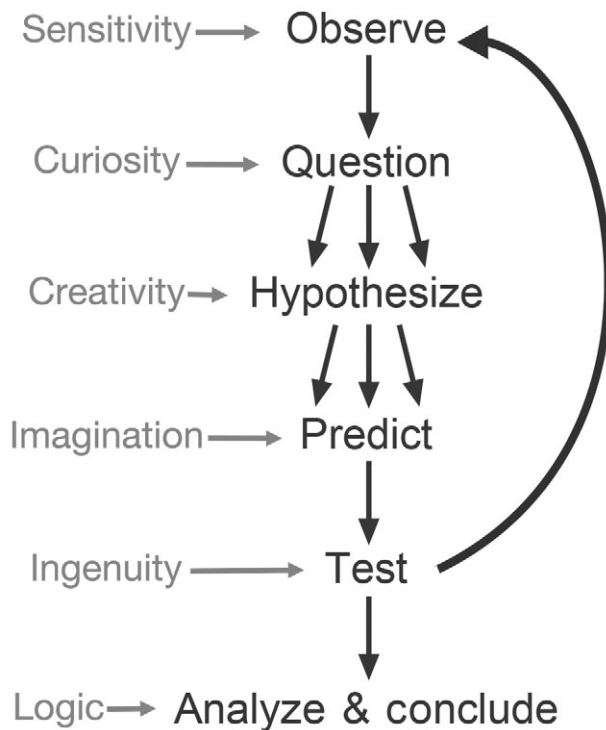 Sensitivity Observe
Curiosity Question
Creativity Hypothesize
Imagination Predict
Ingenuity Test
Logic Analyze & conclude